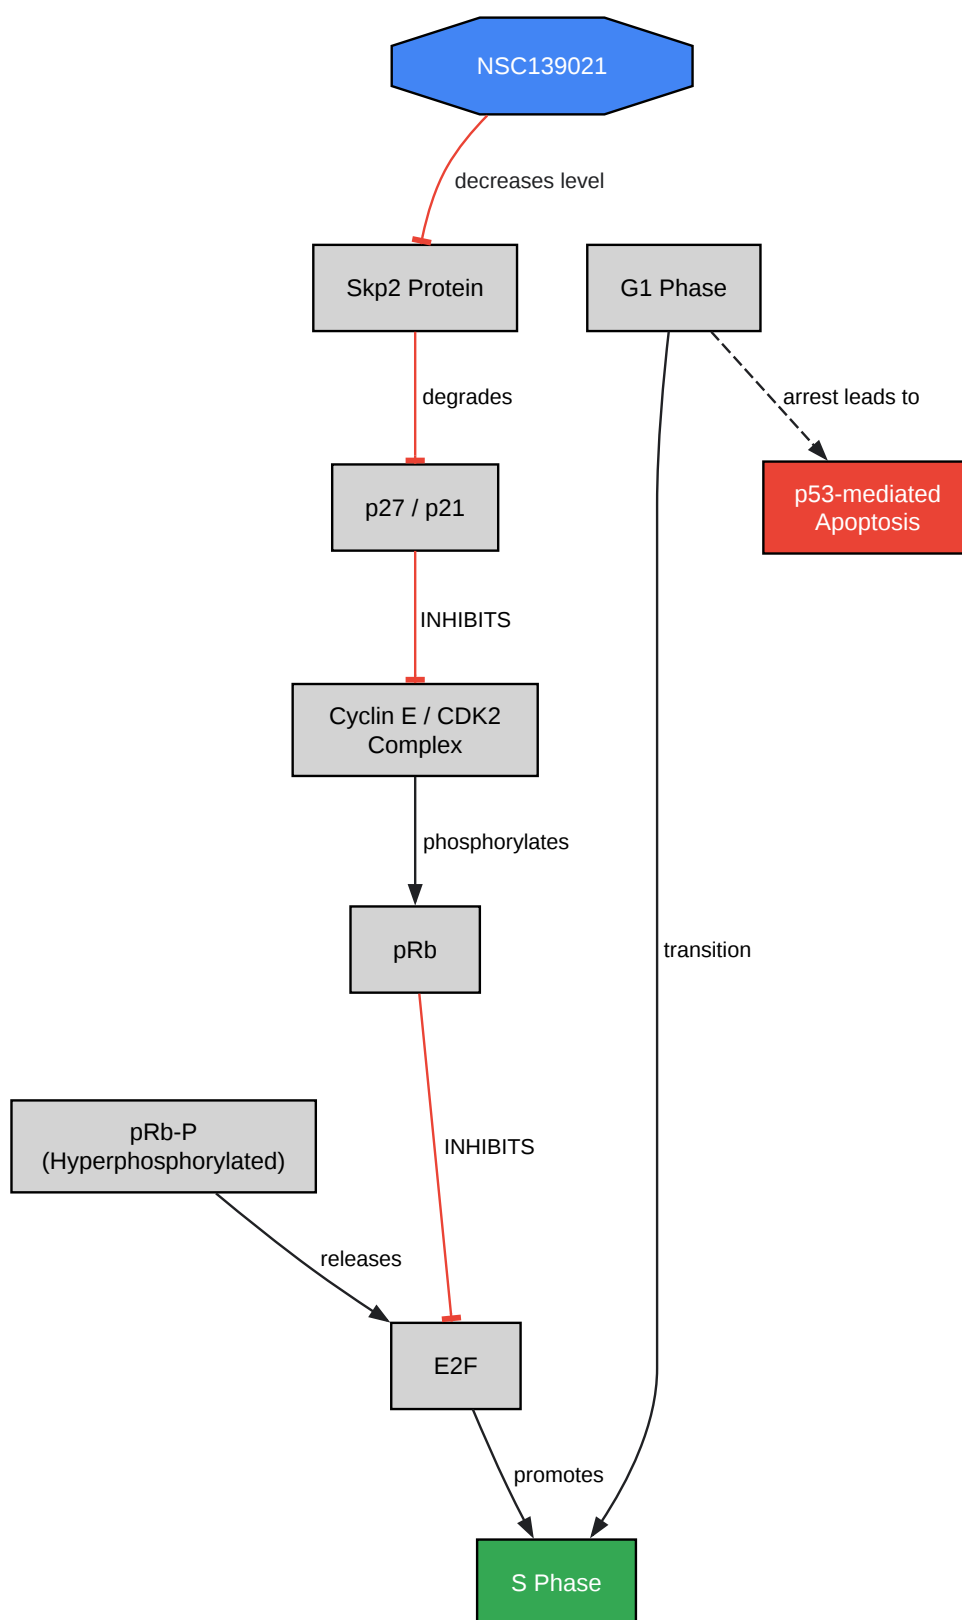 NSC139021
decreases level
Skp2 Protein
G1 Phase
degrades
arrest leads to
p27 / p21
p53-mediated
Apoptosis
INHIBITS
Cyclin E / CDK2
Complex
phosphorylates
pRb
transition
pRb-P
(Hyperphosphorylated)
INHIBITS
releases
E2F
promotes
S Phase